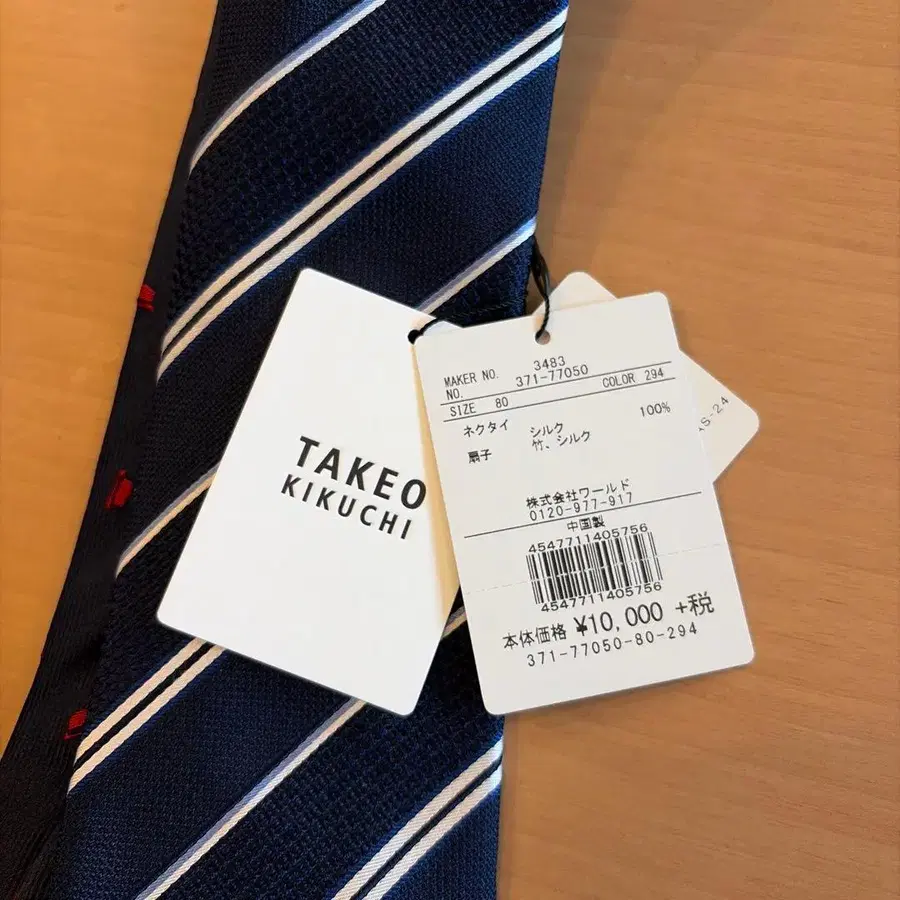 TAKEO
KIKUCHI
MAKER NO. 3483
NO. 371-77050
SIZE 80 COLOR 294
ネクタイ シルク 100%
扇子 竹、シルク
株式会社ワールド
0120-977-917
中国製
4547711405756
4547711405756
本体価格 ¥10,000 +税
371-77050-80-294
S-24